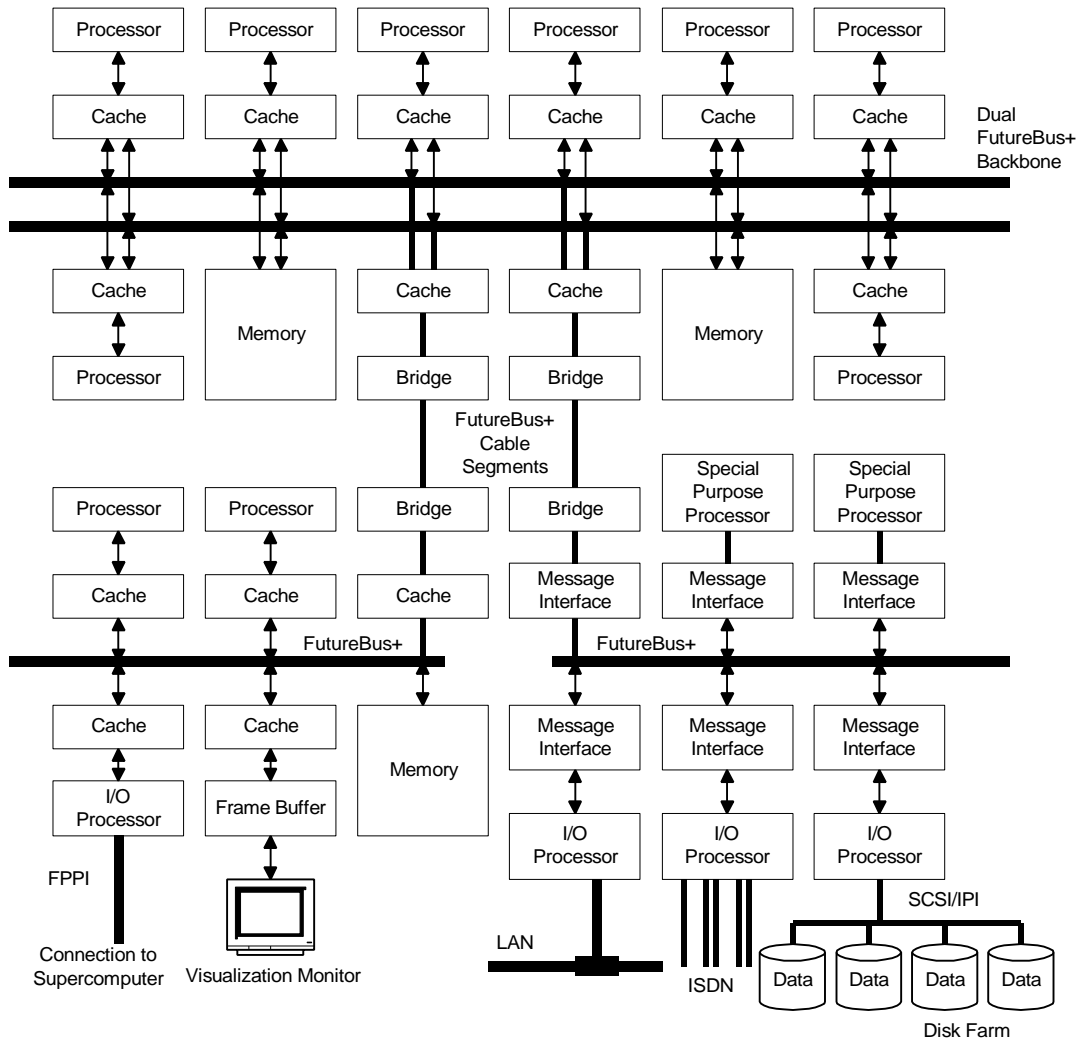 Processor
Processor
Processor
Processor
Processor
Processor
Cache
Cache
Cache
Cache
Cache
Cache
Dual
FutureBus+
Backbone
Cache
Memory
Cache
Cache
Memory
Cache
Processor
Bridge
Bridge
Processor
FutureBus+
Cable
Segments
Processor
Processor
Bridge
Bridge
Special
Purpose
Processor
Special
Purpose
Processor
Cache
Cache
Cache
Message
Interface
Message
Interface
Message
Interface
FutureBus+
FutureBus+
Cache
Cache
Memory
Message
Interface
Message
Interface
Message
Interface
I/O
Processor
Frame Buffer
I/O
Processor
I/O
Processor
I/O
Processor
FPPI
SCSI/IPI
Connection to
Supercomputer
Visualization Monitor
LAN
ISDN
Data
Data
Data
Data
Disk Farm